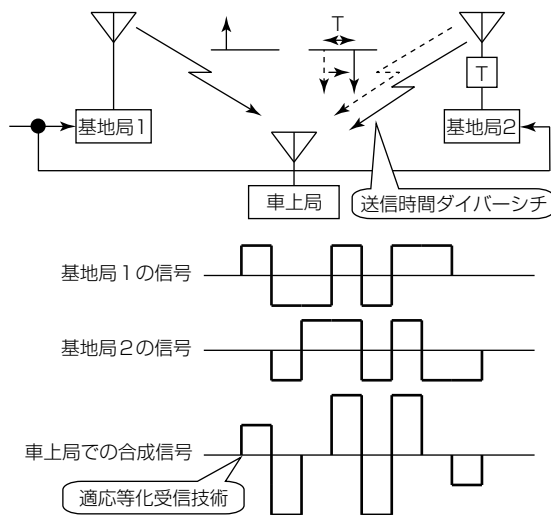 T
T
基地局1
基地局2
車上局
送信時間ダイバーシチ
基地局1の信号
基地局2の信号
車上局での合成信号
適応等化受信技術